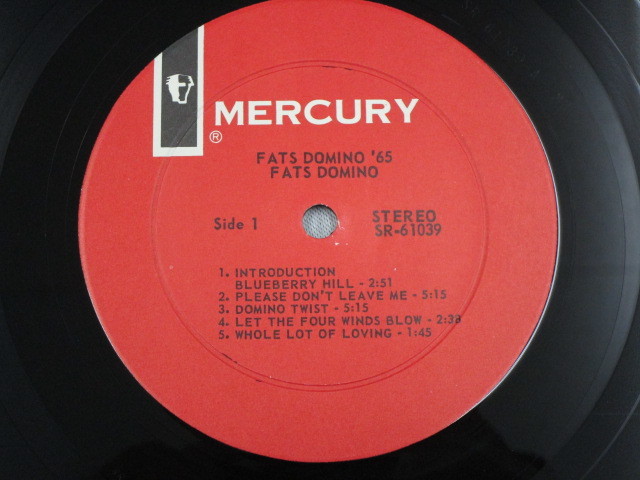 MERCURY
®
FATS DOMINO '65
FATS DOMINO
Side 1
STEREO
SR-61039
1. INTRODUCTION
BLUEBERRY HILL - 2:51
2. PLEASE DON'T LEAVE ME - 5:15
3. DOMINO TWIST - 5:15
4. LET THE FOUR WINDS BLOW - 2:38
5. WHOLE LOT OF LOVING - 1:45